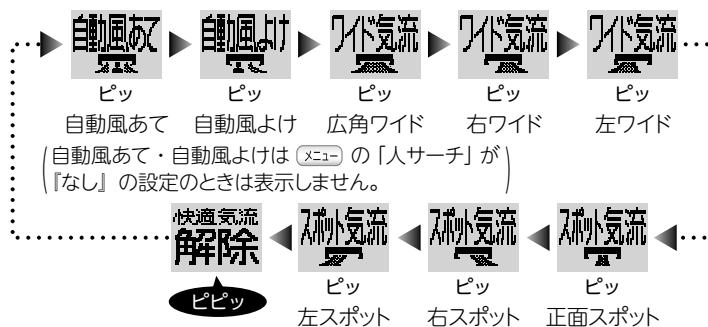 自動風あて 自動風よけ ワイド気流 ワイド気流 ワイド気流
ピッ ピッ ピッ ピッ ピッ
自動風あて 自動風よけ 広角ワイド 右ワイド 左ワイド
(自動風あて・自動風よけは メニュー の「人サーチ」が
『なし』の設定のときは表示しません。)
快適気流
解除 スポット気流 スポット気流 スポット気流
ピピッ ピッ ピッ ピッ
左スポット 右スポット 正面スポット